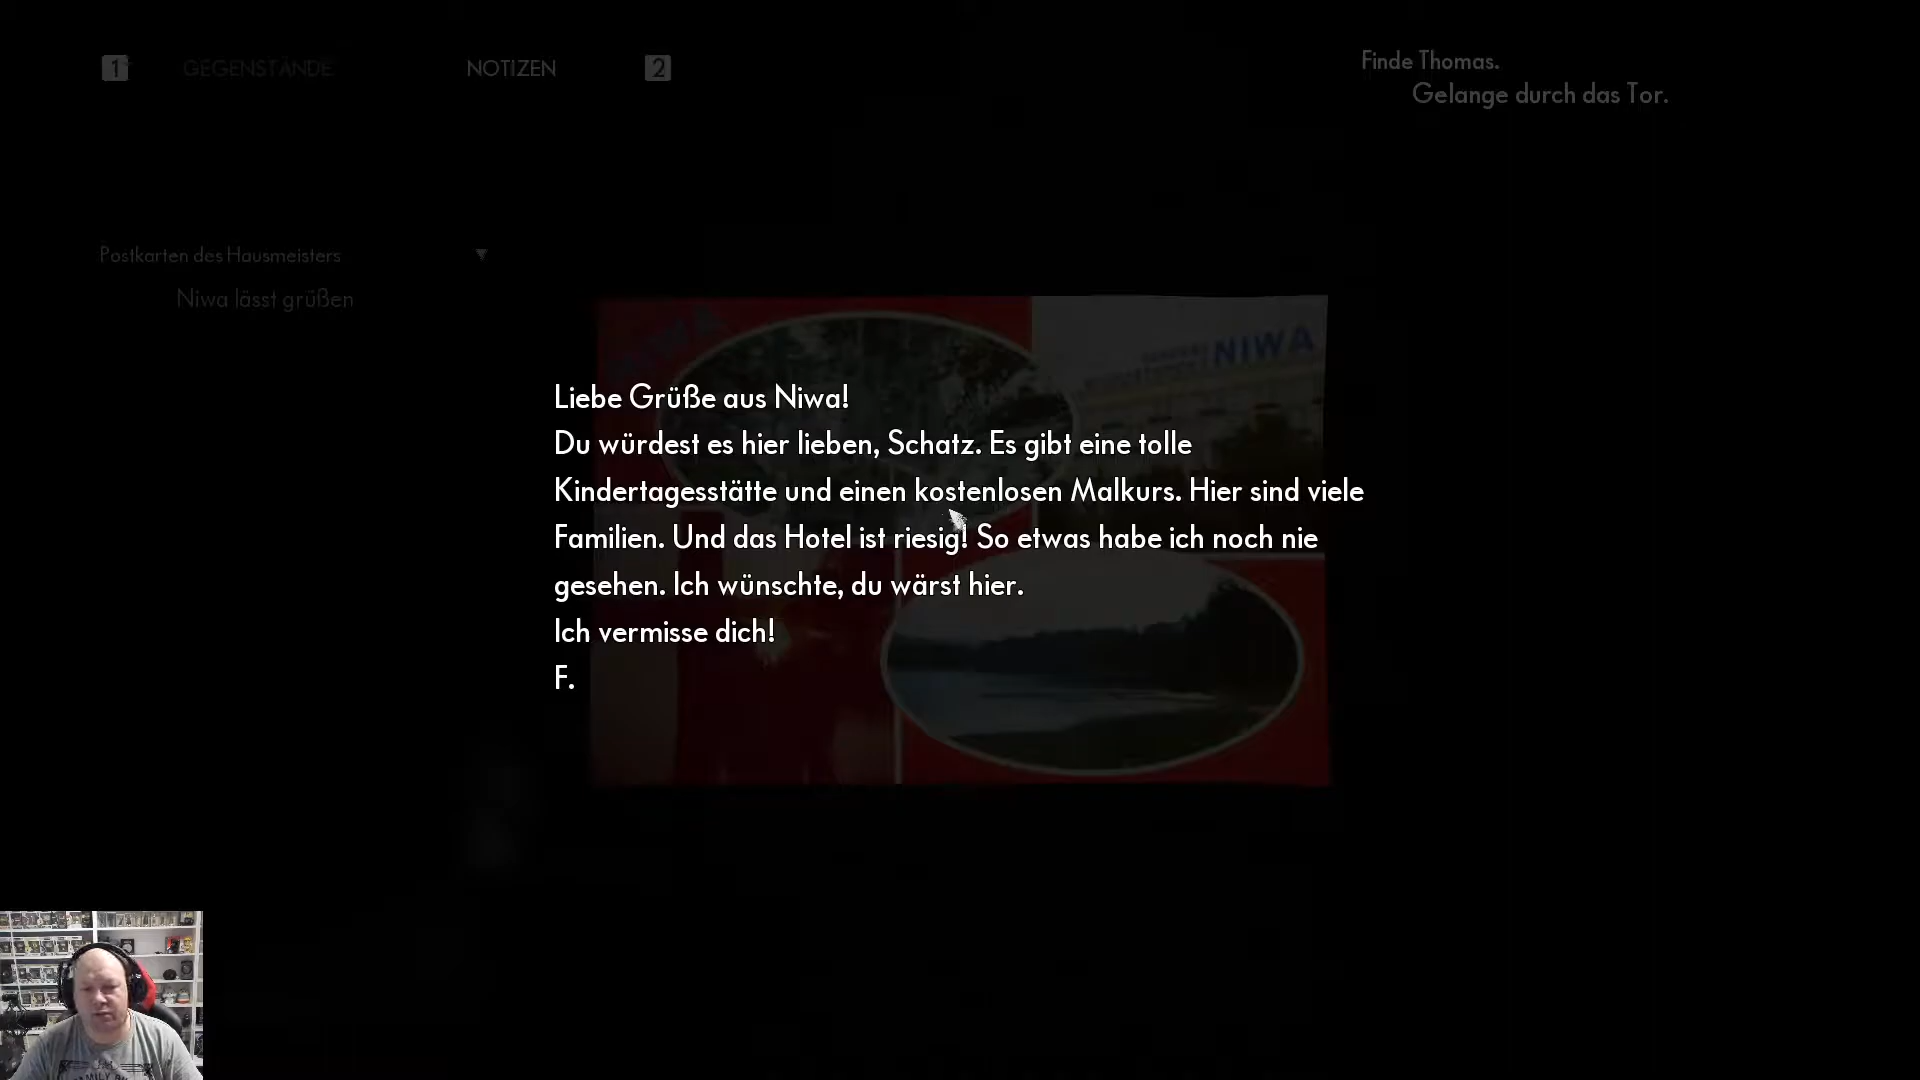 1 GEGENSTÄNDE NOTIZEN 2
Finde Thomas.
Gelange durch das Tor.
Postkarten des Hausmeisters
Niwa lässt grüßen
NIWA
NIWA
Liebe Grüße aus Niwa!
Du würdest es hier lieben, Schatz. Es gibt eine tolle
Kindertagesstätte und einen kostenlosen Malkurs. Hier sind viele
Familien. Und das Hotel ist riesig! So etwas habe ich noch nie
gesehen. Ich wünschte, du wärst hier.
Ich vermisse dich!
F.